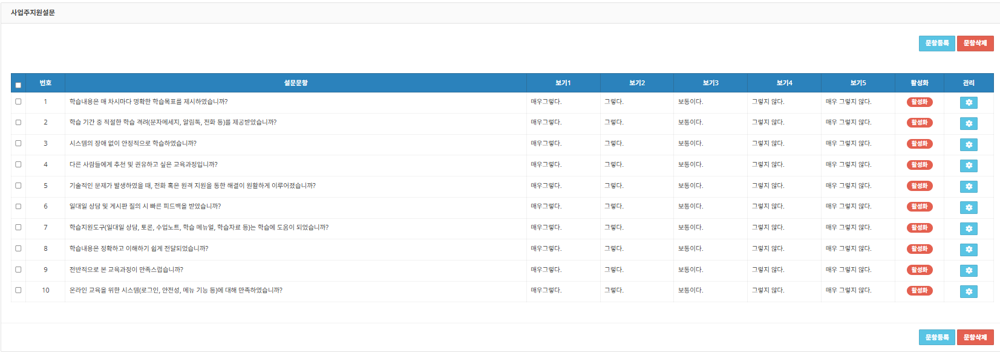 사업주지원설문
문항등록 문항삭제
번호 설문문항 보기1 보기2 보기3 보기4 보기5 활성화 관리
1 학습내용은 매 차시마다 명확한 학습목표를 제시하였습니까? 매우그렇다. 그렇다. 보통이다. 그렇지 않다. 매우 그렇지 않다. 활성화
2 학습 기간 중 적절한 학습 격려(문자메세지, 알림톡, 전화 등)를 제공받았습니까? 매우그렇다. 그렇다. 보통이다. 그렇지 않다. 매우 그렇지 않다. 활성화
3 시스템의 장애 없이 안정적으로 학습하였습니까? 매우그렇다. 그렇다. 보통이다. 그렇지 않다. 매우 그렇지 않다. 활성화
4 다른 사람들에게 추천 및 권유하고 싶은 교육과정입니까? 매우그렇다. 그렇다. 보통이다. 그렇지 않다. 매우 그렇지 않다. 활성화
5 기술적인 문제가 발생하였을 때, 전화 혹은 원격 지원을 통한 해결이 원활하게 이루어졌습니까? 매우그렇다. 그렇다. 보통이다. 그렇지 않다. 매우 그렇지 않다. 활성화
6 일대일 상담 및 게시판 질의 시 빠른 피드백을 받았습니까? 매우그렇다. 그렇다. 보통이다. 그렇지 않다. 매우 그렇지 않다. 활성화
7 학습지원도구(일대일 상담, 토론, 수업노트, 학습 메뉴얼, 학습자료 등)는 학습에 도움이 되었습니까? 매우그렇다. 그렇다. 보통이다. 그렇지 않다. 매우 그렇지 않다. 활성화
8 학습내용은 정확하고 이해하기 쉽게 전달되었습니까? 매우그렇다. 그렇다. 보통이다. 그렇지 않다. 매우 그렇지 않다. 활성화
9 전반적으로 본 교육과정이 만족스럽습니까? 매우그렇다. 그렇다. 보통이다. 그렇지 않다. 매우 그렇지 않다. 활성화
10 온라인 교육을 위한 시스템(로그인, 안전성, 메뉴 기능 등)에 대해 만족하였습니까? 매우그렇다. 그렇다. 보통이다. 그렇지 않다. 매우 그렇지 않다. 활성화
문항등록 문항삭제